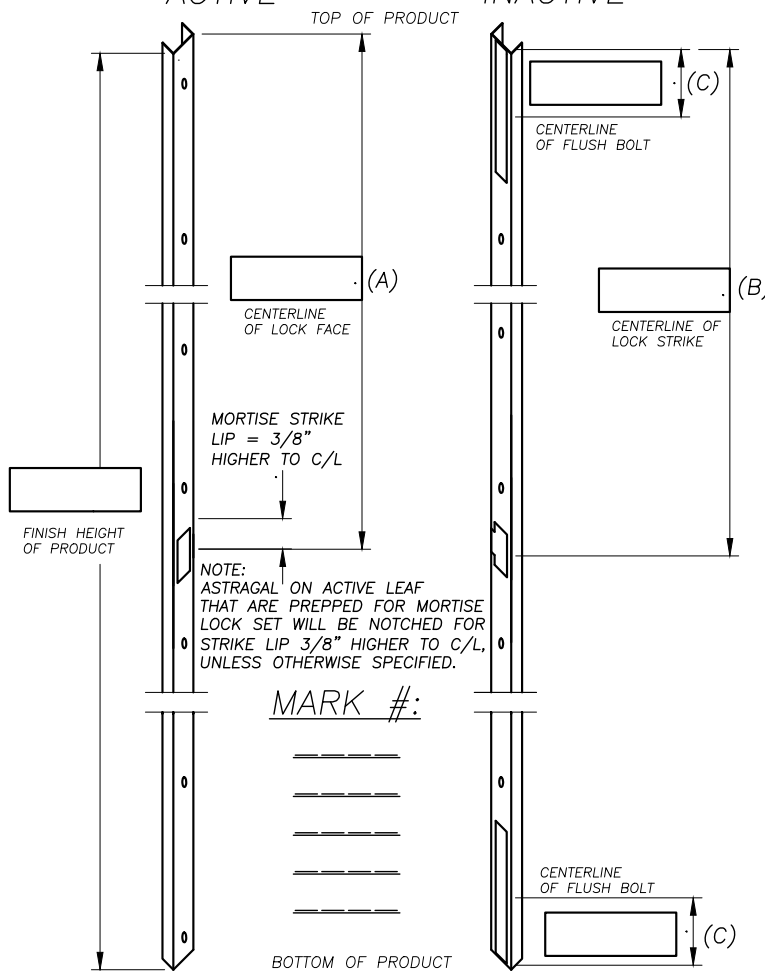 ACTIVE
INACTIVE
TOP OF PRODUCT
(C)
CENTERLINE
OF FLUSH BOLT
(A)
CENTERLINE
OF LOCK FACE
(B)
CENTERLINE OF
LOCK STRIKE
MORTISE STRIKE
LIP = 3/8"
HIGHER TO C/L
FINISH HEIGHT
OF PRODUCT
NOTE:
ASTRAGAL ON ACTIVE LEAF
THAT ARE PREPPED FOR MORTISE
LOCK SET WILL BE NOTCHED FOR
STRIKE LIP 3/8" HIGHER TO C/L,
UNLESS OTHERWISE SPECIFIED.
MARK #:
CENTERLINE
OF FLUSH BOLT
(C)
BOTTOM OF PRODUCT